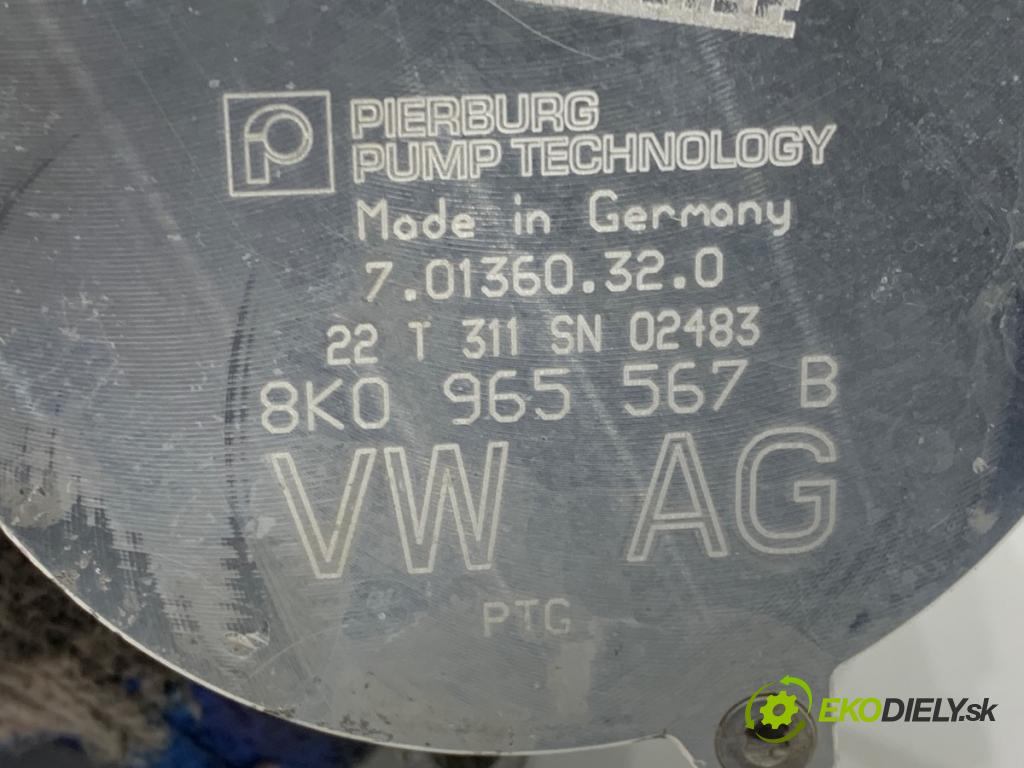 PIERBURG
PUMP TECHNOLOGY
Made in Germany
7.01360.32.0
22 T 311 SN 02483
8K0 965 567 B
VW AG
PTG
EKODIELY.sk